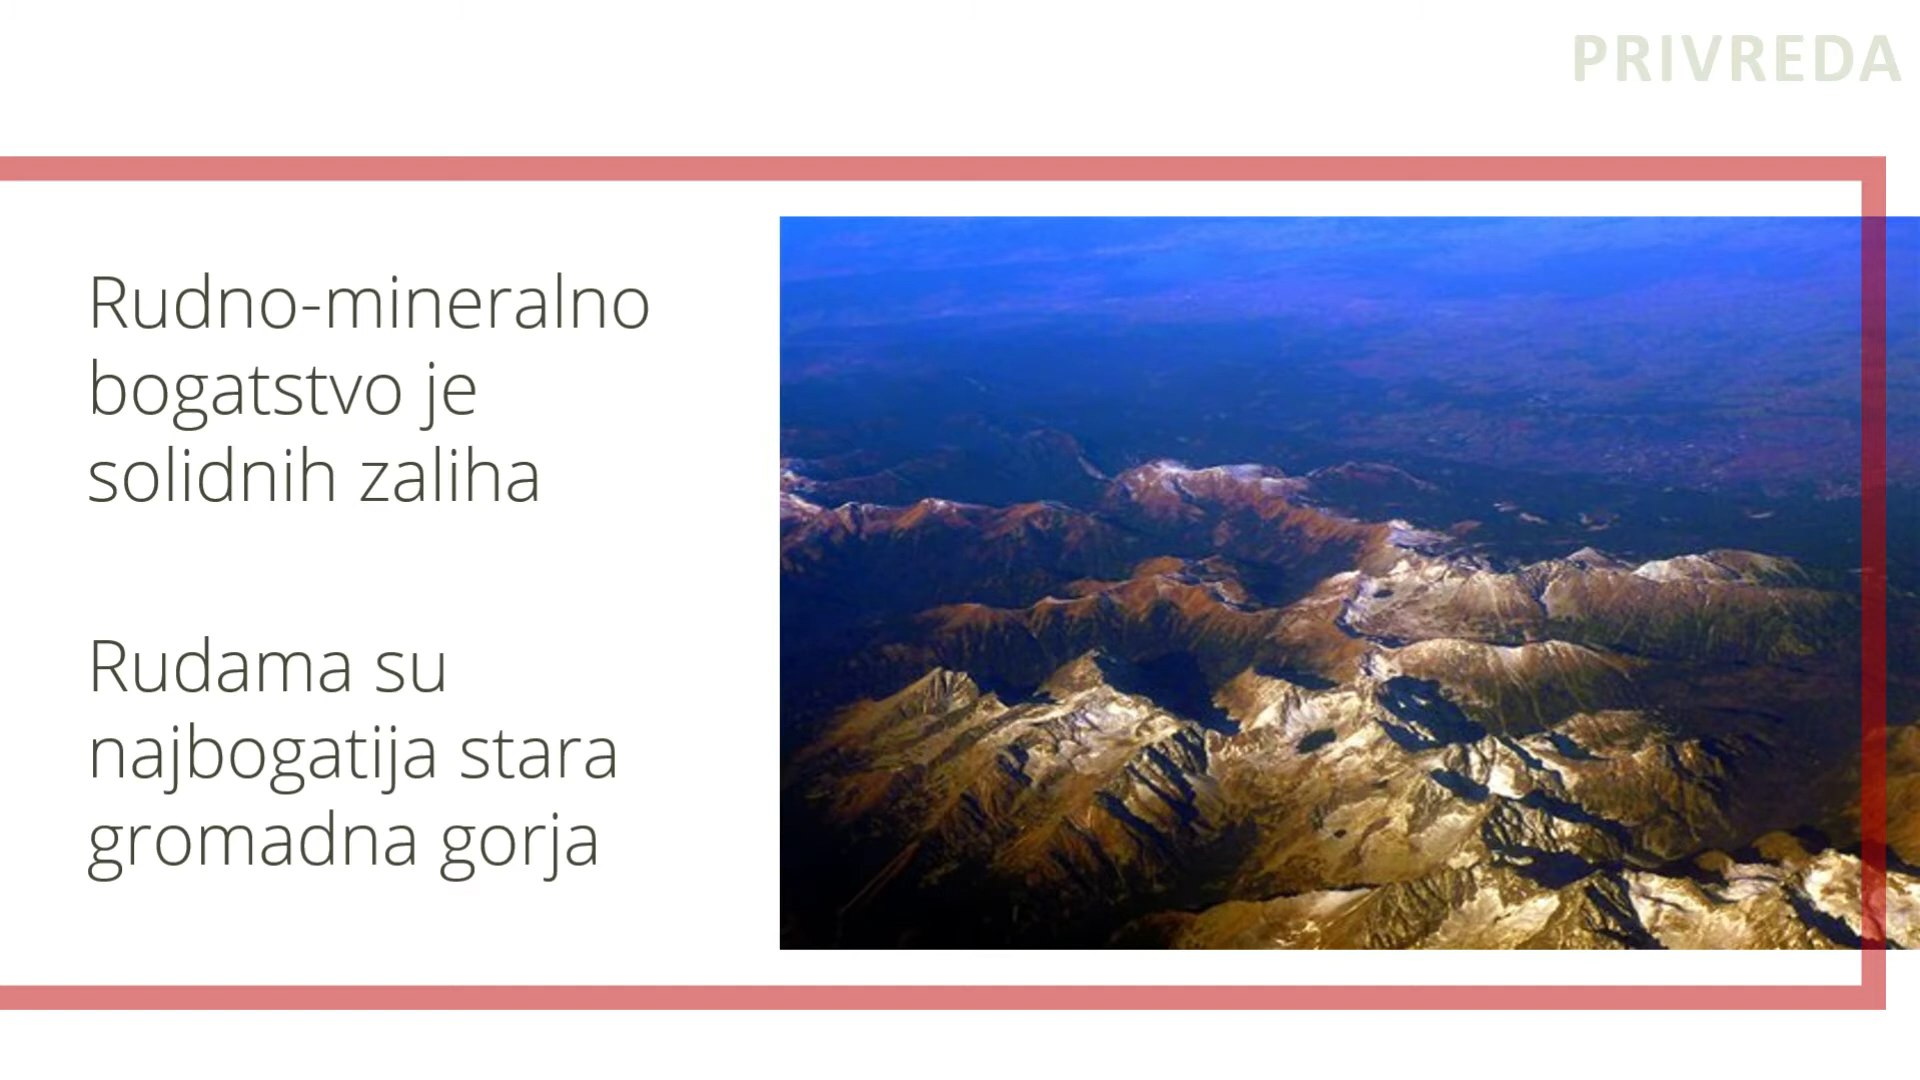 PRIVREDA
Rudno-mineralno
bogatstvo je
solidnih zaliha
Rudama su
najbogatija stara
gromadna gorja